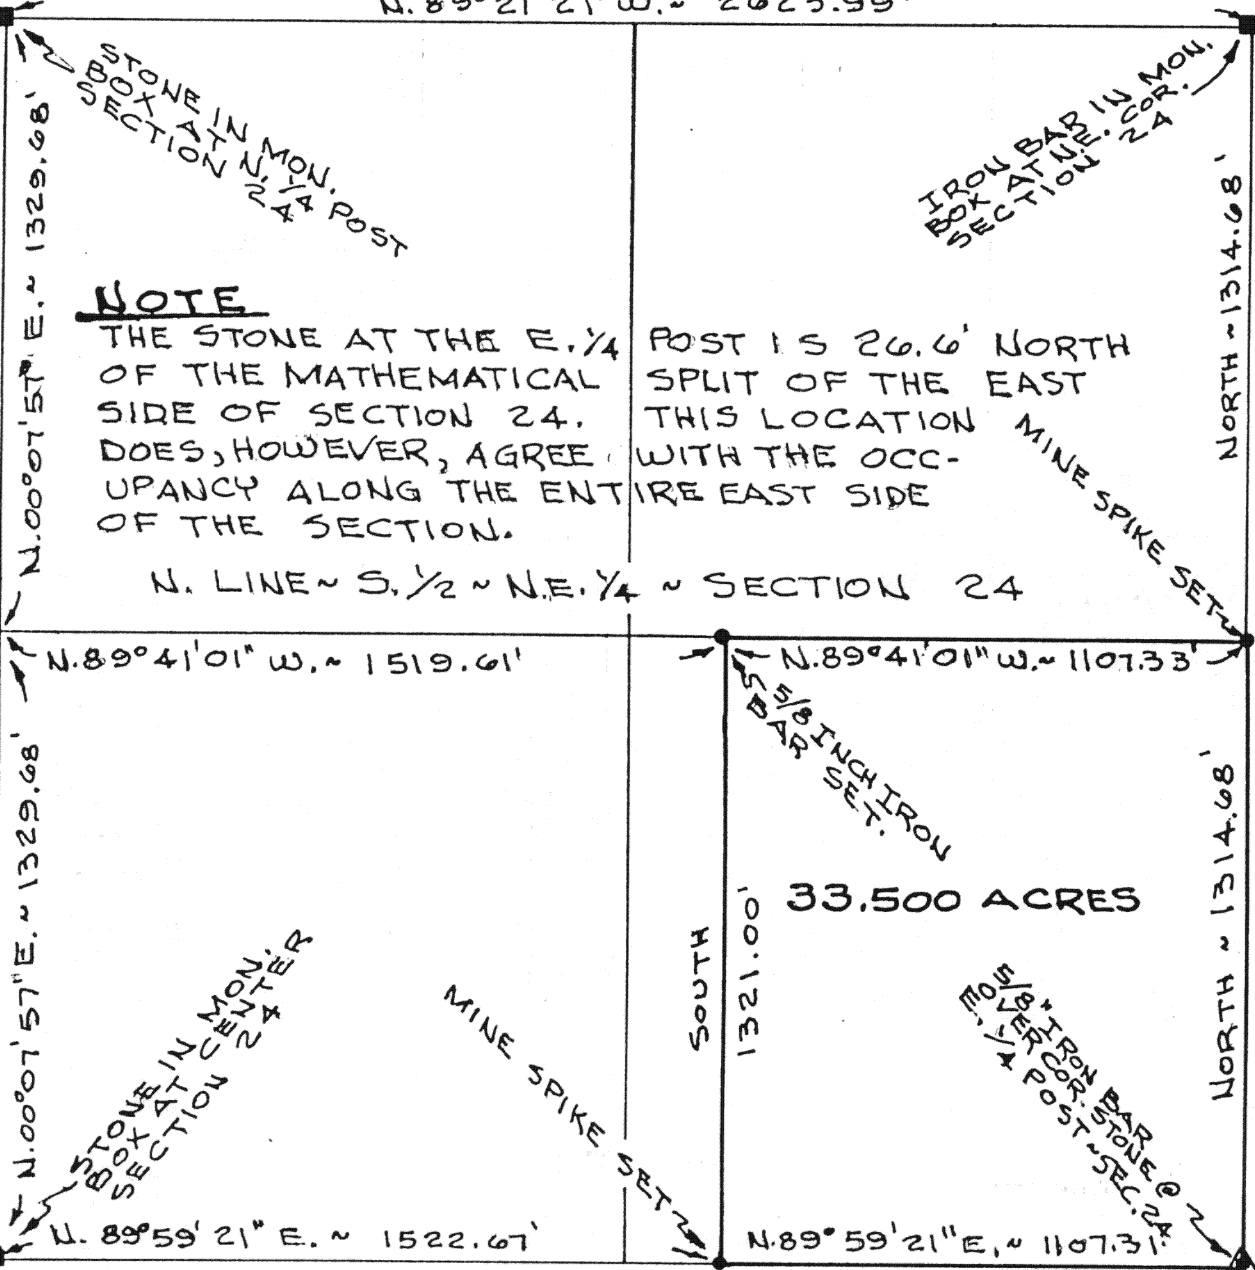 N. 89°21'21" W. ~ 2625.99'
STONE IN MON.
BOX AT N. 1/4 POST
SECTION 24
IRON BAR IN MON.
BOX AT N.E. COR.
SECTION 24
N.00°07'57" E. ~ 1329.68'
NORTH ~ 1314.68'
NOTE
THE STONE AT THE E. 1/4 POST IS 26.6' NORTH
OF THE MATHEMATICAL SPLIT OF THE EAST
SIDE OF SECTION 24. THIS LOCATION
DOES, HOWEVER, AGREE WITH THE OCC-
UPANCY ALONG THE ENTIRE EAST SIDE
OF THE SECTION.
MINE SPIKE SET
N. LINE ~ S. 1/2 ~ N.E. 1/4 ~ SECTION 24
N.89°41'01" W. ~ 1519.61'
N.89°41'01" W. ~ 1107.33'
5/8 INCH IRON
BAR SET.
N.00°07'57" E. ~ 1329.68'
33.500 ACRES
SOUTH
1321.00'
NORTH ~ 1314.68'
STONE IN MON.
BOX AT CENTER
SECTION 24
MINE SPIKE SET
5/8" IRON BAR
OVER COR. STONE @
E. 1/4 POST ~ SEC. 24
N. 89°59'21" E. ~ 1522.67'
N.89°59'21" E. ~ 1107.31'